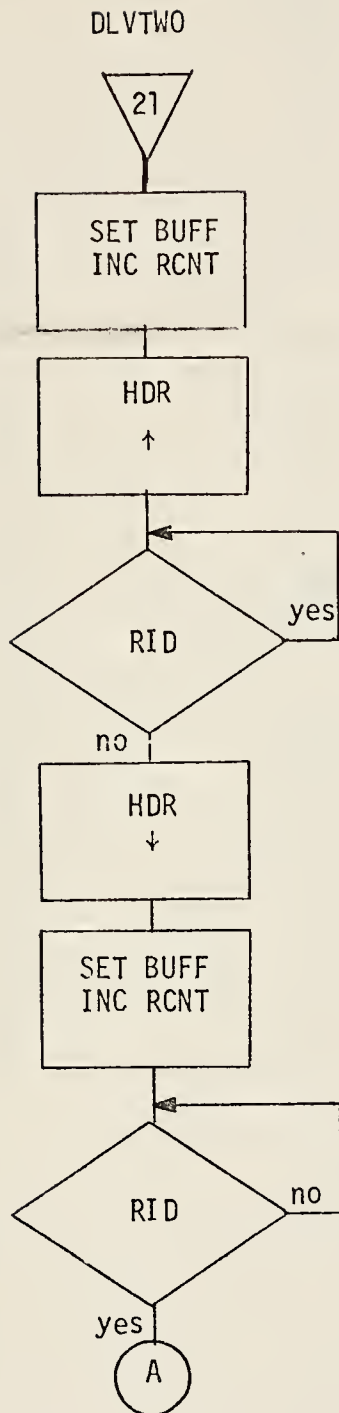 DLVTWO
21
SET BUFF
INC RCNT
HDR
↑
yes
RID
no
HDR
↓
SET BUFF
INC RCNT
RID
no
yes
A